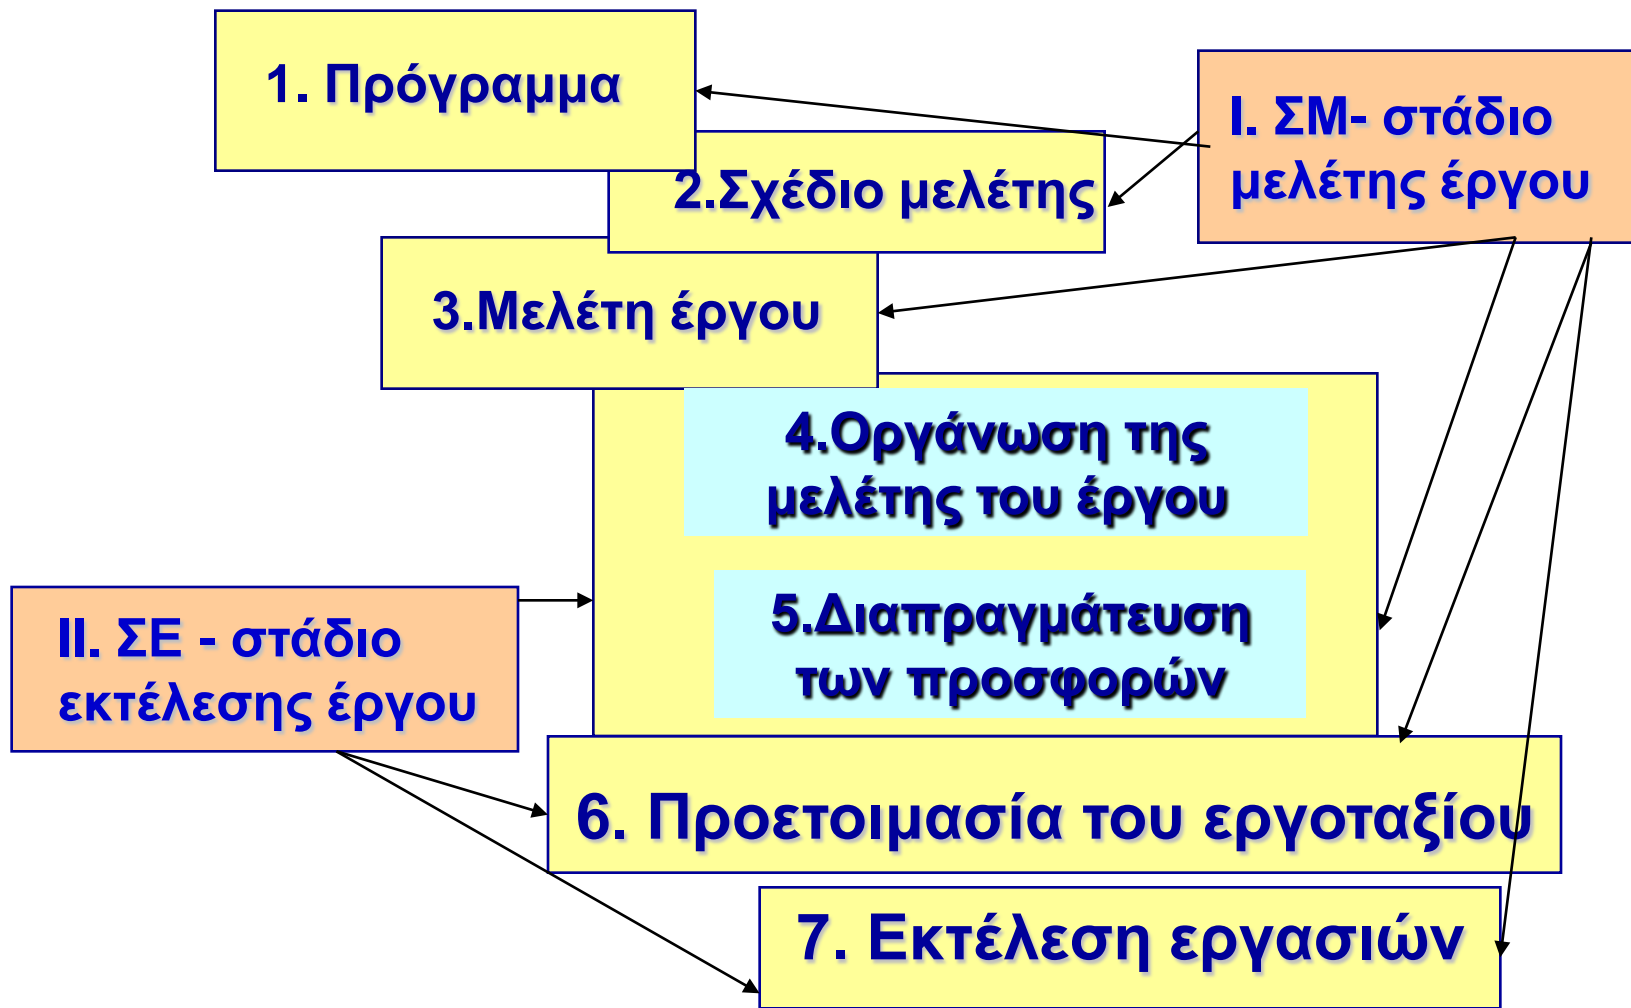 1. Πρόγραμμα
Ι. ΣΜ- στάδιο
μελέτης έργου
2.Σχέδιο μελέτης
3.Μελέτη έργου
4.Οργάνωση της
μελέτης του έργου
5.Διαπραγμάτευση
των προσφορών
ΙΙ. ΣΕ - στάδιο
εκτέλεσης έργου
6. Προετοιμασία του εργοταξίου
7. Εκτέλεση εργασιών